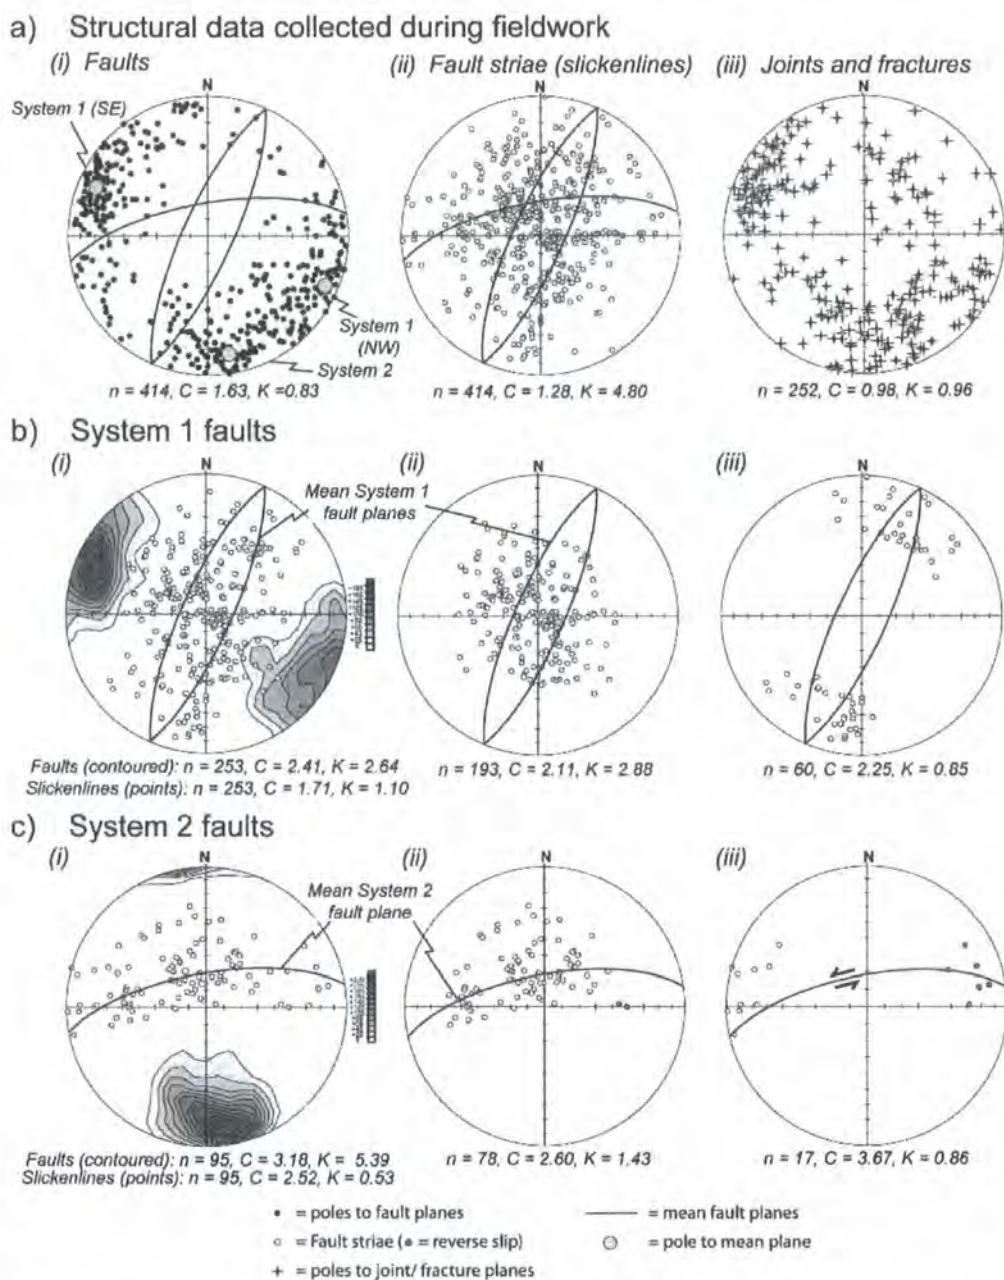 a) Structural data collected during fieldwork
(i) Faults
(ii) Fault striae (slickenlines)
(iii) Joints and fractures
N
N
N
System 1 (SE)
System 1
(NW)
System 2
n = 414, C = 1.63, K =0.83
n = 414, C = 1.28, K = 4.80
n = 252, C = 0.98, K = 0.96
b) System 1 faults
(i)
(ii)
(iii)
N
N
N
Mean System 1
fault planes
Faults (contoured): n = 253, C = 2.41, K = 2.64
Slickenlines (points): n = 253, C = 1.71, K = 1.10
n = 193, C = 2.11, K = 2.88
n = 60, C = 2.25, K = 0.85
c) System 2 faults
(i)
(ii)
(iii)
N
N
N
Mean System 2
fault plane
Faults (contoured): n = 95, C = 3.18, K = 5.39
Slickenlines (points): n = 95, C = 2.52, K = 0.53
n = 78, C = 2.60, K = 1.43
n = 17, C = 3.67, K = 0.86
• = poles to fault planes
= mean fault planes
○ = Fault striae (• = reverse slip)
= pole to mean plane
+ = poles to joint/ fracture planes